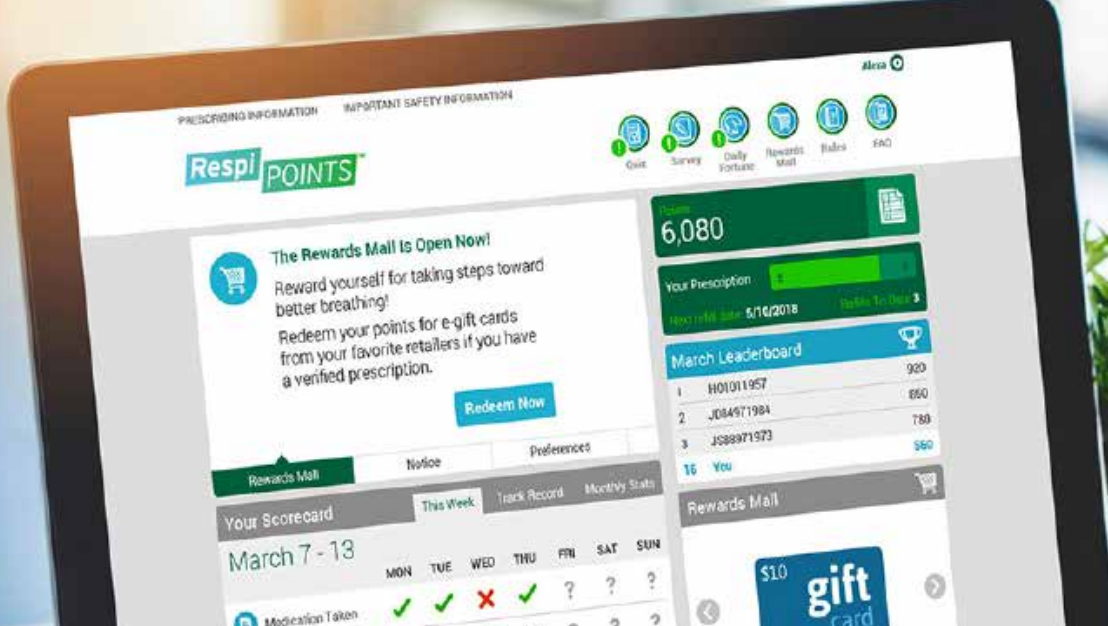 Alexa
PRESCRIBING INFORMATION IMPORTANT SAFETY INFORMATION
Respi POINTS™
Quiz
Survey
Daily Fortune
Rewards Mall
Rules
FAQ
The Rewards Mall Is Open Now!
Reward yourself for taking steps toward
better breathing!
Redeem your points for e-gift cards
from your favorite retailers if you have
a verified prescription.
Redeem Now
Rewards Mall Notice Preferences
Points
6,080
Your Prescription
Next refill date: 5/16/2018 Refills To Date: 3
March Leaderboard
1 HO1011957 920
2 JD84971984 850
3 JS88971973 780
16 You 560
Rewards Mall
$10 gift
card
Your Scorecard This Week Track Record Monthly Stats
March 7 - 13
MON TUE WED THU FRI SAT SUN
Medication Taken ✓ ✓ ✗ ✓ ? ? ?